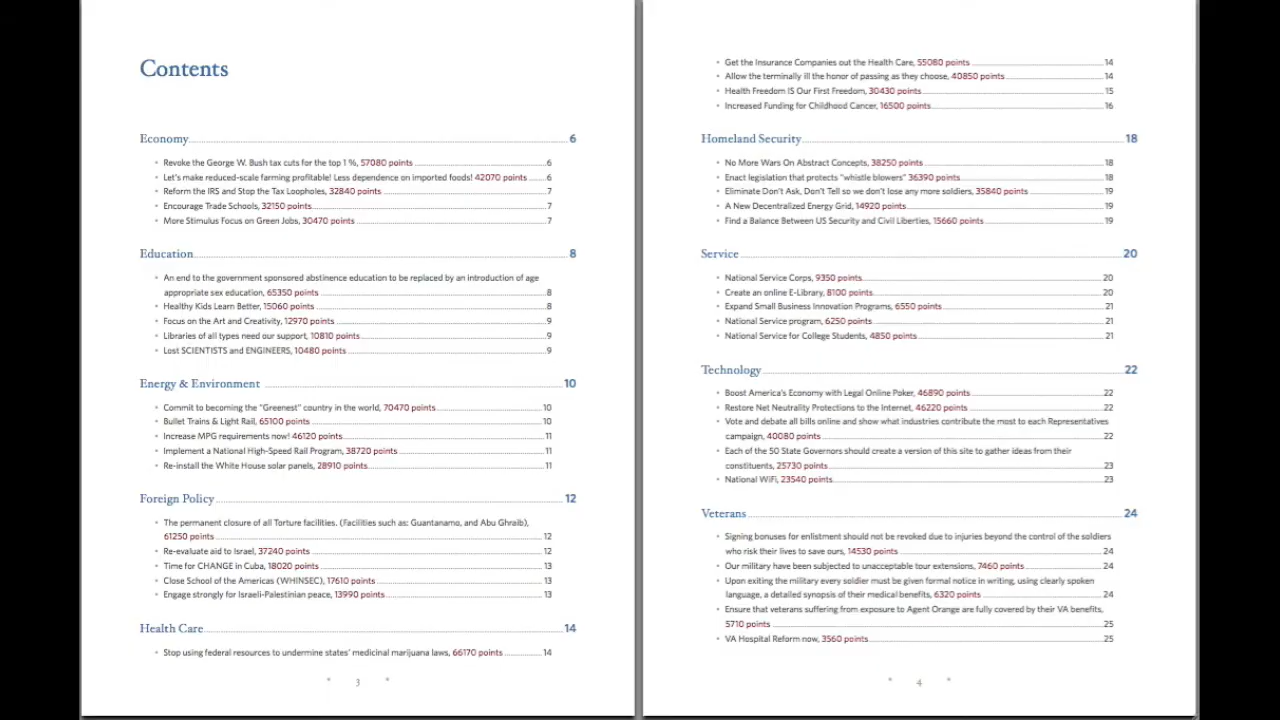 Contents
Economy 6
• Revoke the George W. Bush tax cuts for the top 1 %, 57080 points 6
• Let's make reduced-scale farming profitable! Less dependence on imported foods! 42070 points 6
• Reform the IRS and Stop the Tax Loopholes, 32840 points 7
• Encourage Trade Schools, 32150 points 7
• More Stimulus Focus on Green Jobs, 30470 points 7
Education 8
• An end to the government sponsored abstinence education to be replaced by an introduction of age
appropriate sex education, 65350 points 8
• Healthy Kids Learn Better, 15060 points 8
• Focus on the Art and Creativity, 12970 points 9
• Libraries of all types need our support, 10810 points 9
• Lost SCIENTISTS and ENGINEERS, 10480 points 9
Energy & Environment 10
• Commit to becoming the "Greenest" country in the world, 70470 points 10
• Bullet Trains & Light Rail, 65100 points 10
• Increase MPG requirements now! 46120 points 11
• Implement a National High-Speed Rail Program, 38720 points 11
• Re-install the White House solar panels, 28910 points 11
Foreign Policy 12
• The permanent closure of all Torture facilities. (Facilities such as: Guantanamo, and Abu Ghraib),
61250 points 12
• Re-evaluate aid to Israel, 37240 points 12
• Time for CHANGE in Cuba, 18020 points 13
• Close School of the Americas (WHINSEC), 17610 points 13
• Engage strongly for Israeli-Palestinian peace, 13990 points 13
Health Care 14
• Stop using federal resources to undermine states' medicinal marijuana laws, 66170 points 14
* 3 *
• Get the Insurance Companies out the Health Care, 55080 points 14
• Allow the terminally ill the honor of passing as they choose, 40850 points 14
• Health Freedom IS Our First Freedom, 30430 points 15
• Increased Funding for Childhood Cancer, 16500 points 16
Homeland Security 18
• No More Wars On Abstract Concepts, 38250 points 18
• Enact legislation that protects "whistle blowers" 36390 points 18
• Eliminate Don't Ask, Don't Tell so we don't lose any more soldiers, 35840 points 19
• A New Decentralized Energy Grid, 14920 points 19
• Find a Balance Between US Security and Civil Liberties, 15660 points 19
Service 20
• National Service Corps, 9350 points 20
• Create an online E-Library, 8100 points 20
• Expand Small Business Innovation Programs, 6550 points 21
• National Service program, 6250 points 21
• National Service for College Students, 4850 points 21
Technology 22
• Boost America's Economy with Legal Online Poker, 46890 points 22
• Restore Net Neutrality Protections to the Internet, 46220 points 22
• Vote and debate all bills online and show what industries contribute the most to each Representatives
campaign, 40080 points 22
• Each of the 50 State Governors should create a version of this site to gather ideas from their
constituents, 25730 points 23
• National WiFi, 23540 points 23
Veterans 24
• Signing bonuses for enlistment should not be revoked due to injuries beyond the control of the soldiers
who risk their lives to save ours, 14530 points 24
• Our military have been subjected to unacceptable tour extensions, 7460 points 24
• Upon exiting the military every soldier must be given formal notice in writing, using clearly spoken
language, a detailed synopsis of their medical benefits, 6320 points 24
• Ensure that veterans suffering from exposure to Agent Orange are fully covered by their VA benefits,
5710 points 25
• VA Hospital Reform now, 3560 points 25
* 4 *